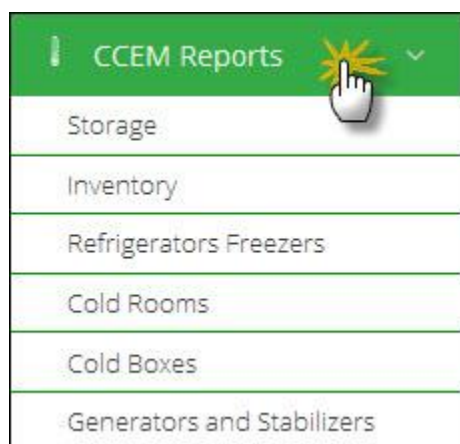 CCEM Reports
Storage
Inventory
Refrigerators Freezers
Cold Rooms
Cold Boxes
Generators and Stabilizers